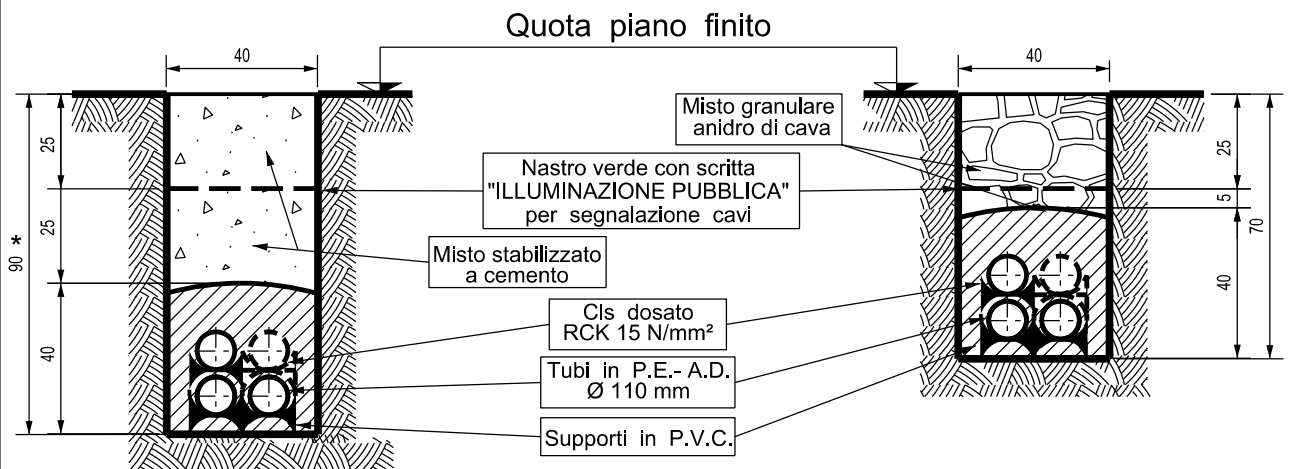 Quota piano finito
40
40
Misto granulare
anidro di cava
25
25
Nastro verde con scritta
"ILLUMINAZIONE PUBBLICA"
per segnalazione cavi
5
25
90 *
70
Misto stabilizzato
a cemento
40
Cls dosato
RCK 15 N/mm²
40
Tubi in P.E.- A.D.
Ø 110 mm
Supporti in P.V.C.